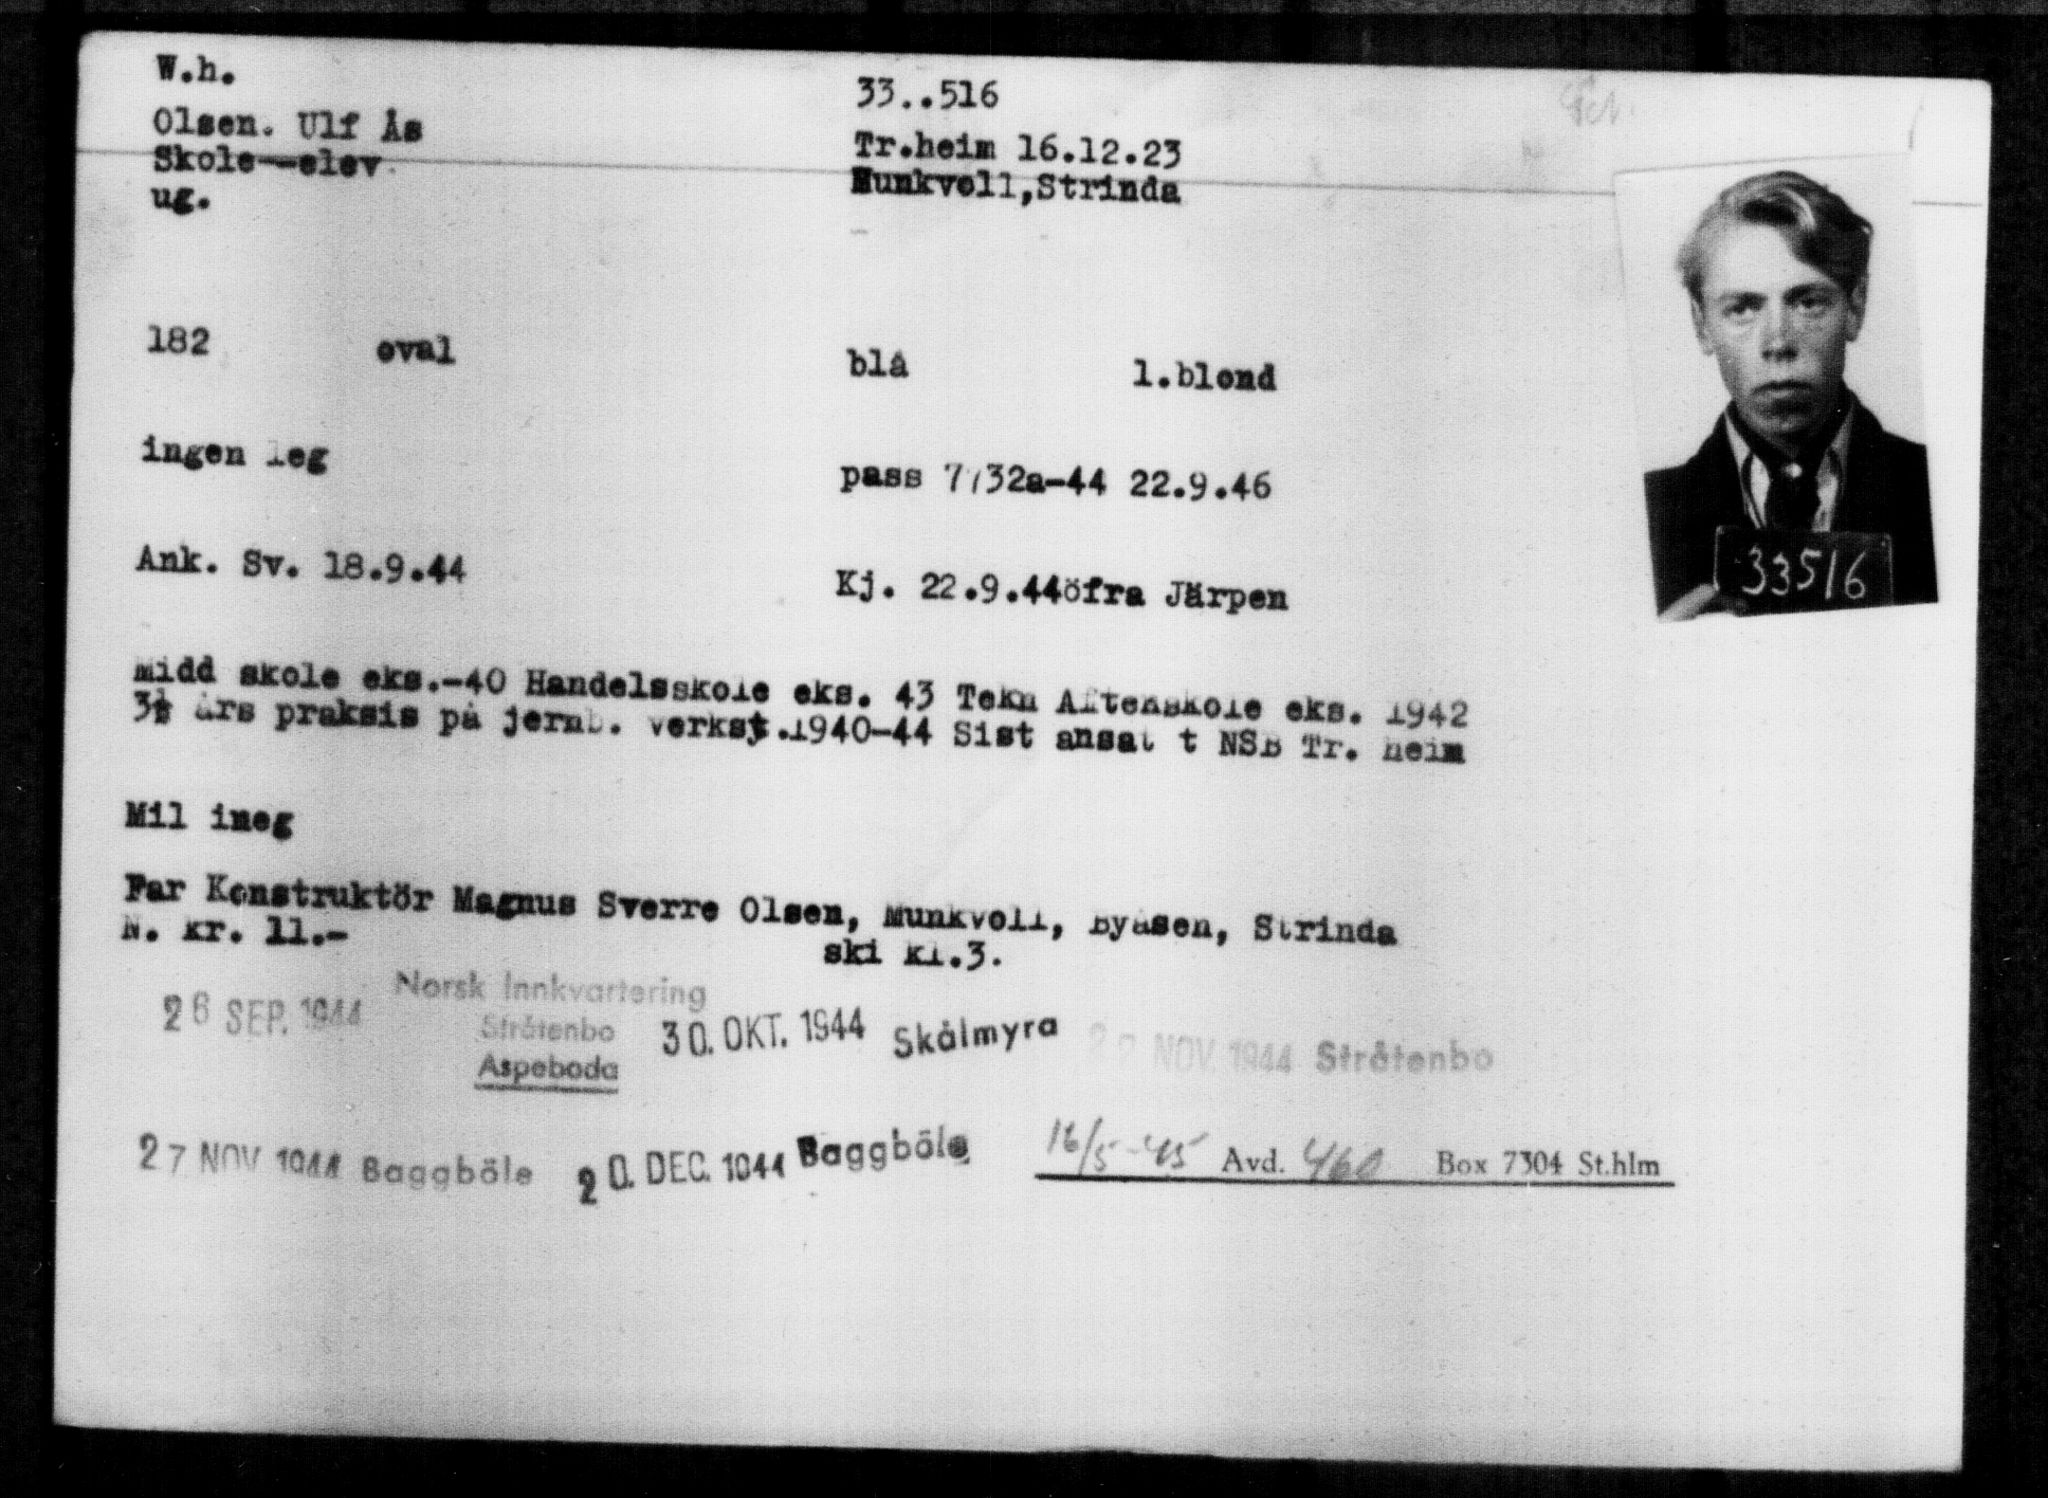 W.h.
33..516
Olsen. Ulf Ås
Tr.heim 16.12.23
Skole--elev.
Munkvoll,Strinda
ug.
182 oval blå l.blond
ingen leg
pass 7732a-44 22.9.46
Ank. Sv. 18.9.44
Kj. 22.9.44öfra Järpen
Midd skole eks.-40 Handelsskole eks. 43 Tekn Aftenskole eks. 1942
3½ års praksis på jernb. verkst.1940-44 Sist ansat t NSB Tr. heim
Mil ineg
Far Konstruktör Magnus Sverre Olsen, Munkvoll, Byåsen, Strinda
N. kr. 11.-
ski kl.3.
26 SEP. 1944 Norsk Innkvartering
Stråtenbo
Aspeboda
30. OKT. 1944 Skålmyra
NOV. 1944 Stråtenbo
27 NOV 1944 Baggböle
20. DEC. 1944 Baggböle
16/5-45 Avd. 460 Box 7304 St.hlm
33516